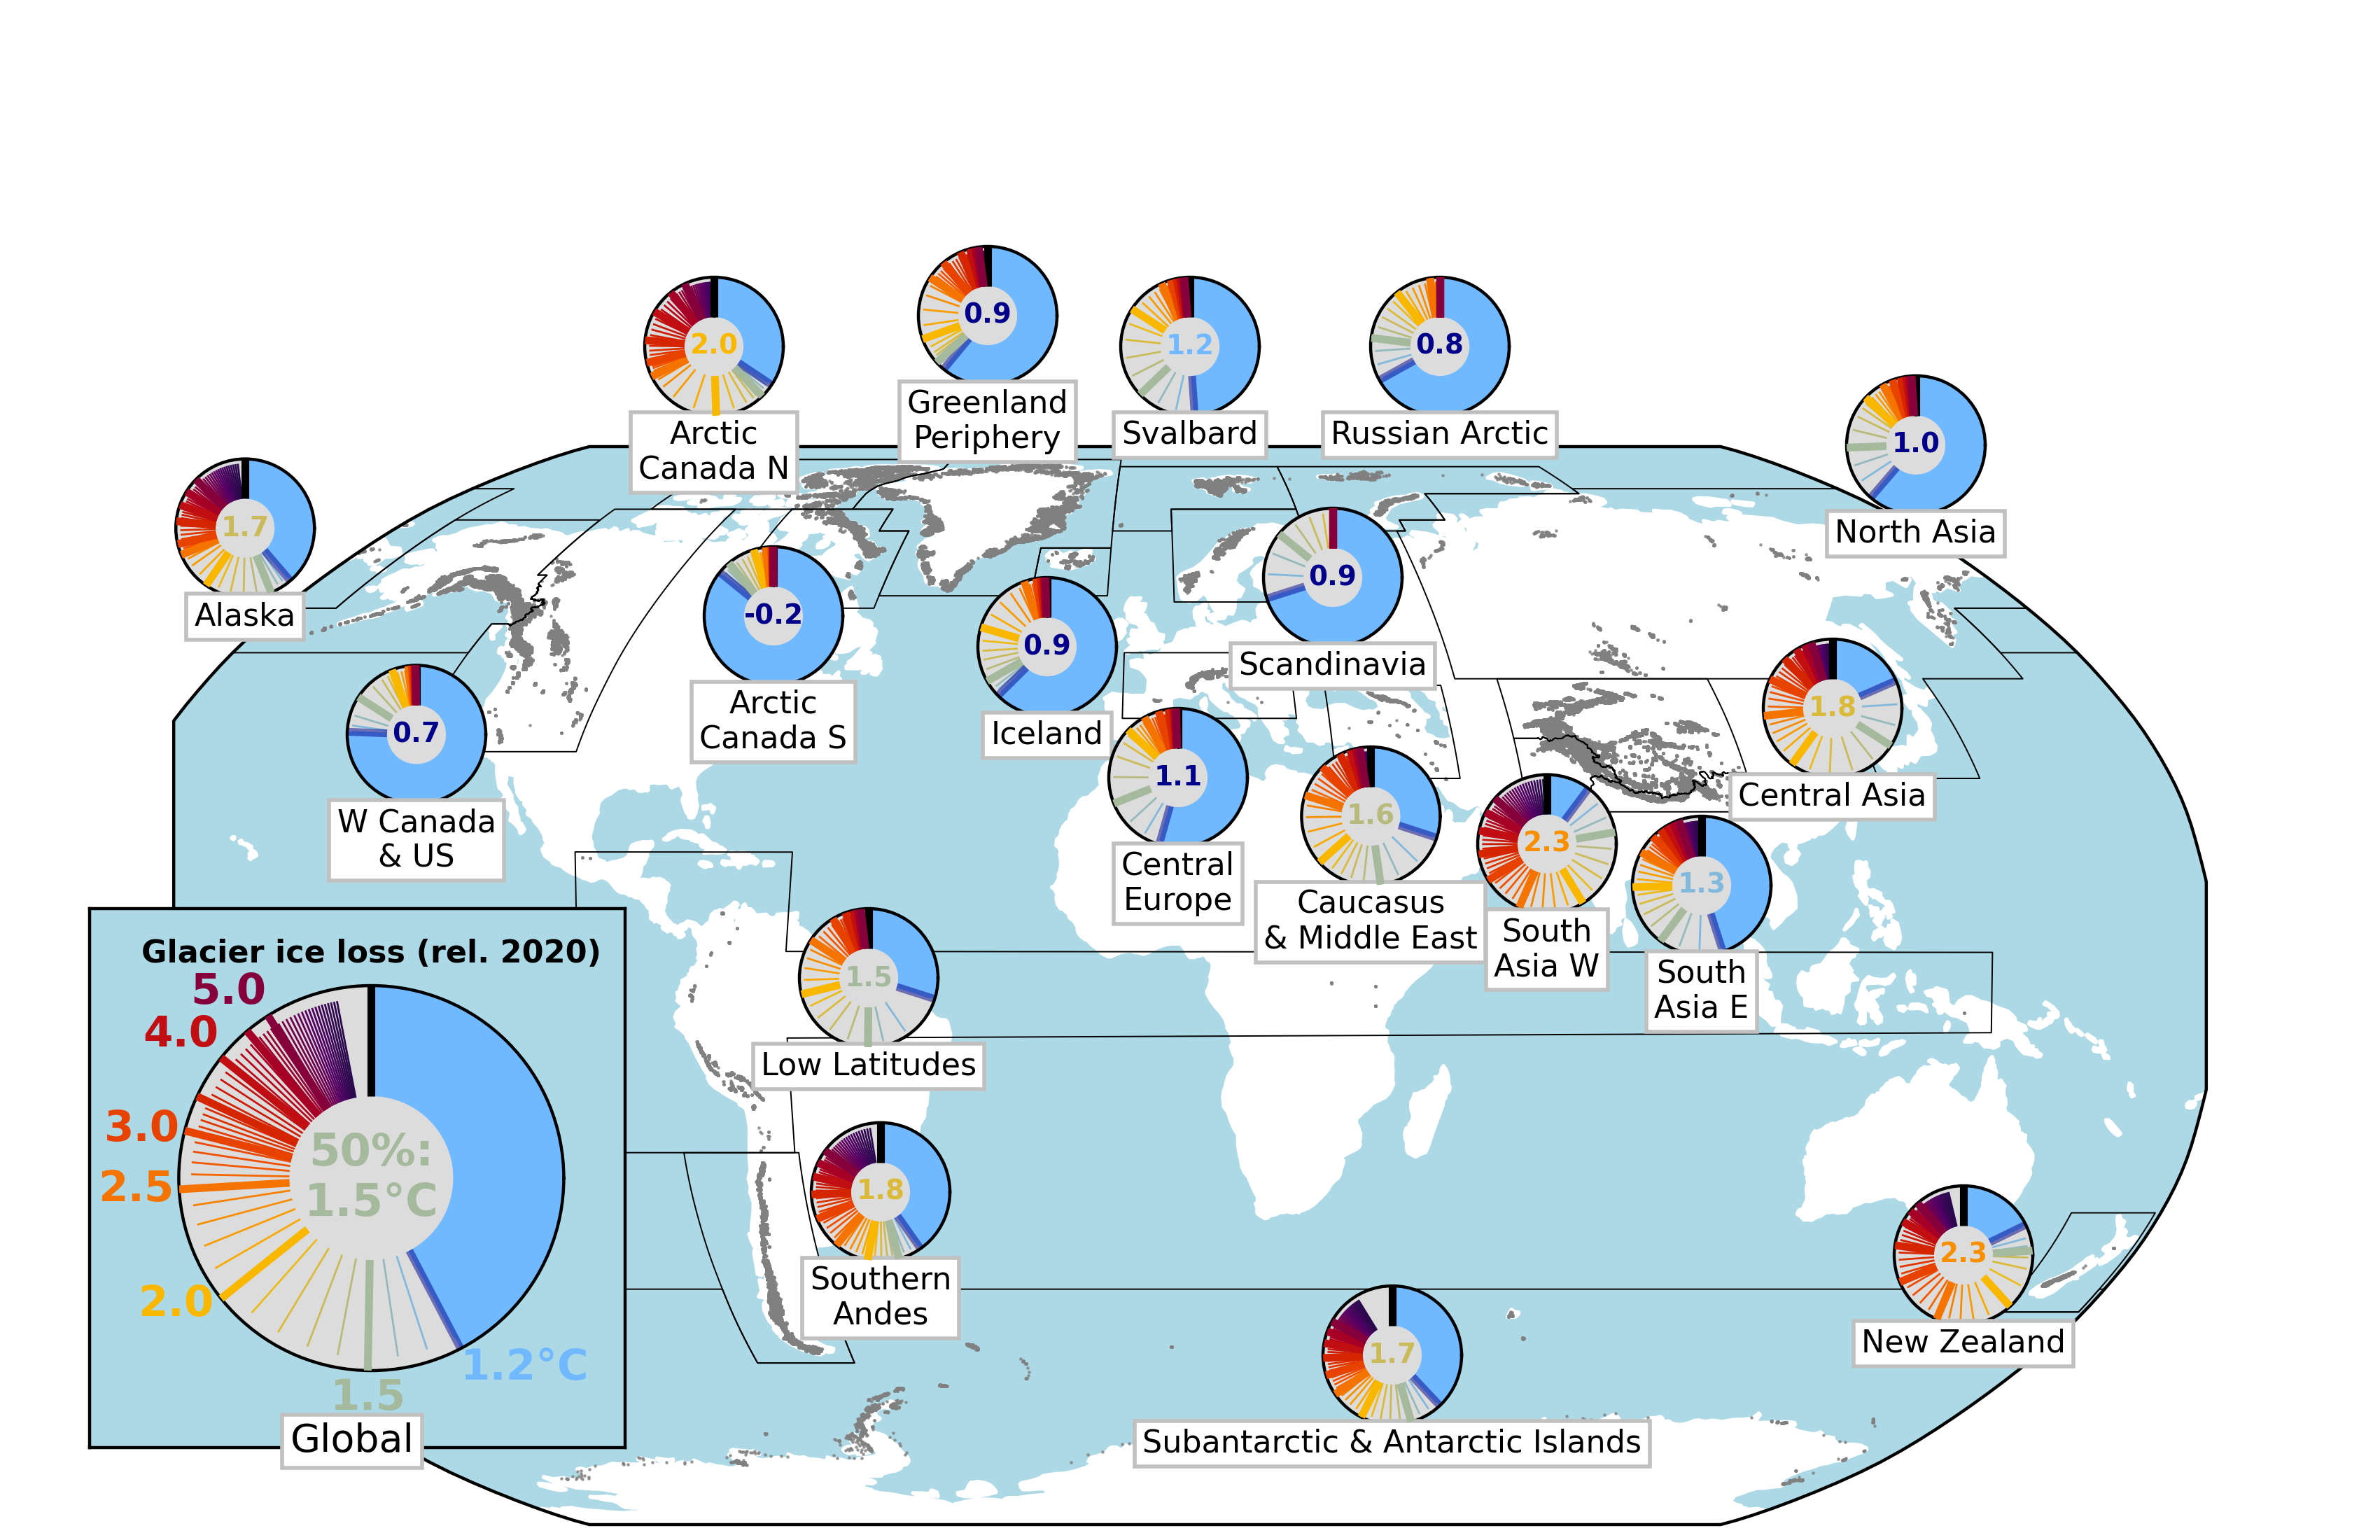 0.9
2.0
1.2
0.8
Greenland
Periphery
Arctic
Canada N
Svalbard
Russian Arctic
1.0
North Asia
1.7
Alaska
-0.2
Arctic
Canada S
0.9
Iceland
0.9
Scandinavia
1.8
Central Asia
0.7
W Canada
& US
1.1
Central
Europe
1.6
Caucasus
& Middle East
2.3
South
Asia W
1.3
South
Asia E
1.5
Low Latitudes
1.8
Southern
Andes
2.3
New Zealand
1.7
Subantarctic & Antarctic Islands
Glacier ice loss (rel. 2020)
5.0
4.0
3.0
2.5
2.0
50%:
1.5°C
1.2°C
1.5
Global